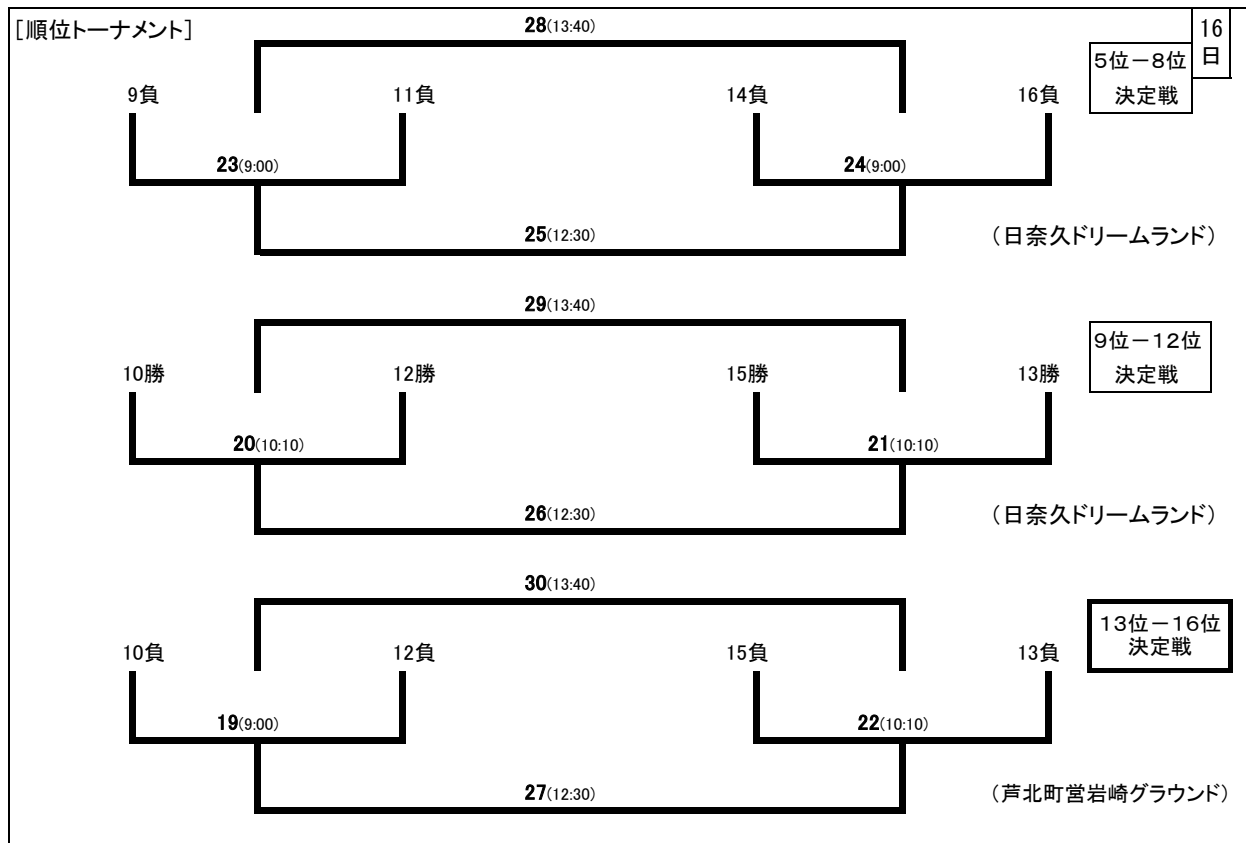 [順位トーナメント]
28(13:40)
16
日
5位－8位
決定戦
9負
11負
14負
16負
23(9:00)
24(9:00)
25(12:30)
（日奈久ドリームランド）
29(13:40)
9位－12位
決定戦
10勝
12勝
15勝
13勝
20(10:10)
21(10:10)
26(12:30)
（日奈久ドリームランド）
30(13:40)
13位－16位
決定戦
10負
12負
15負
13負
19(9:00)
22(10:10)
27(12:30)
（芦北町営岩崎グラウンド）